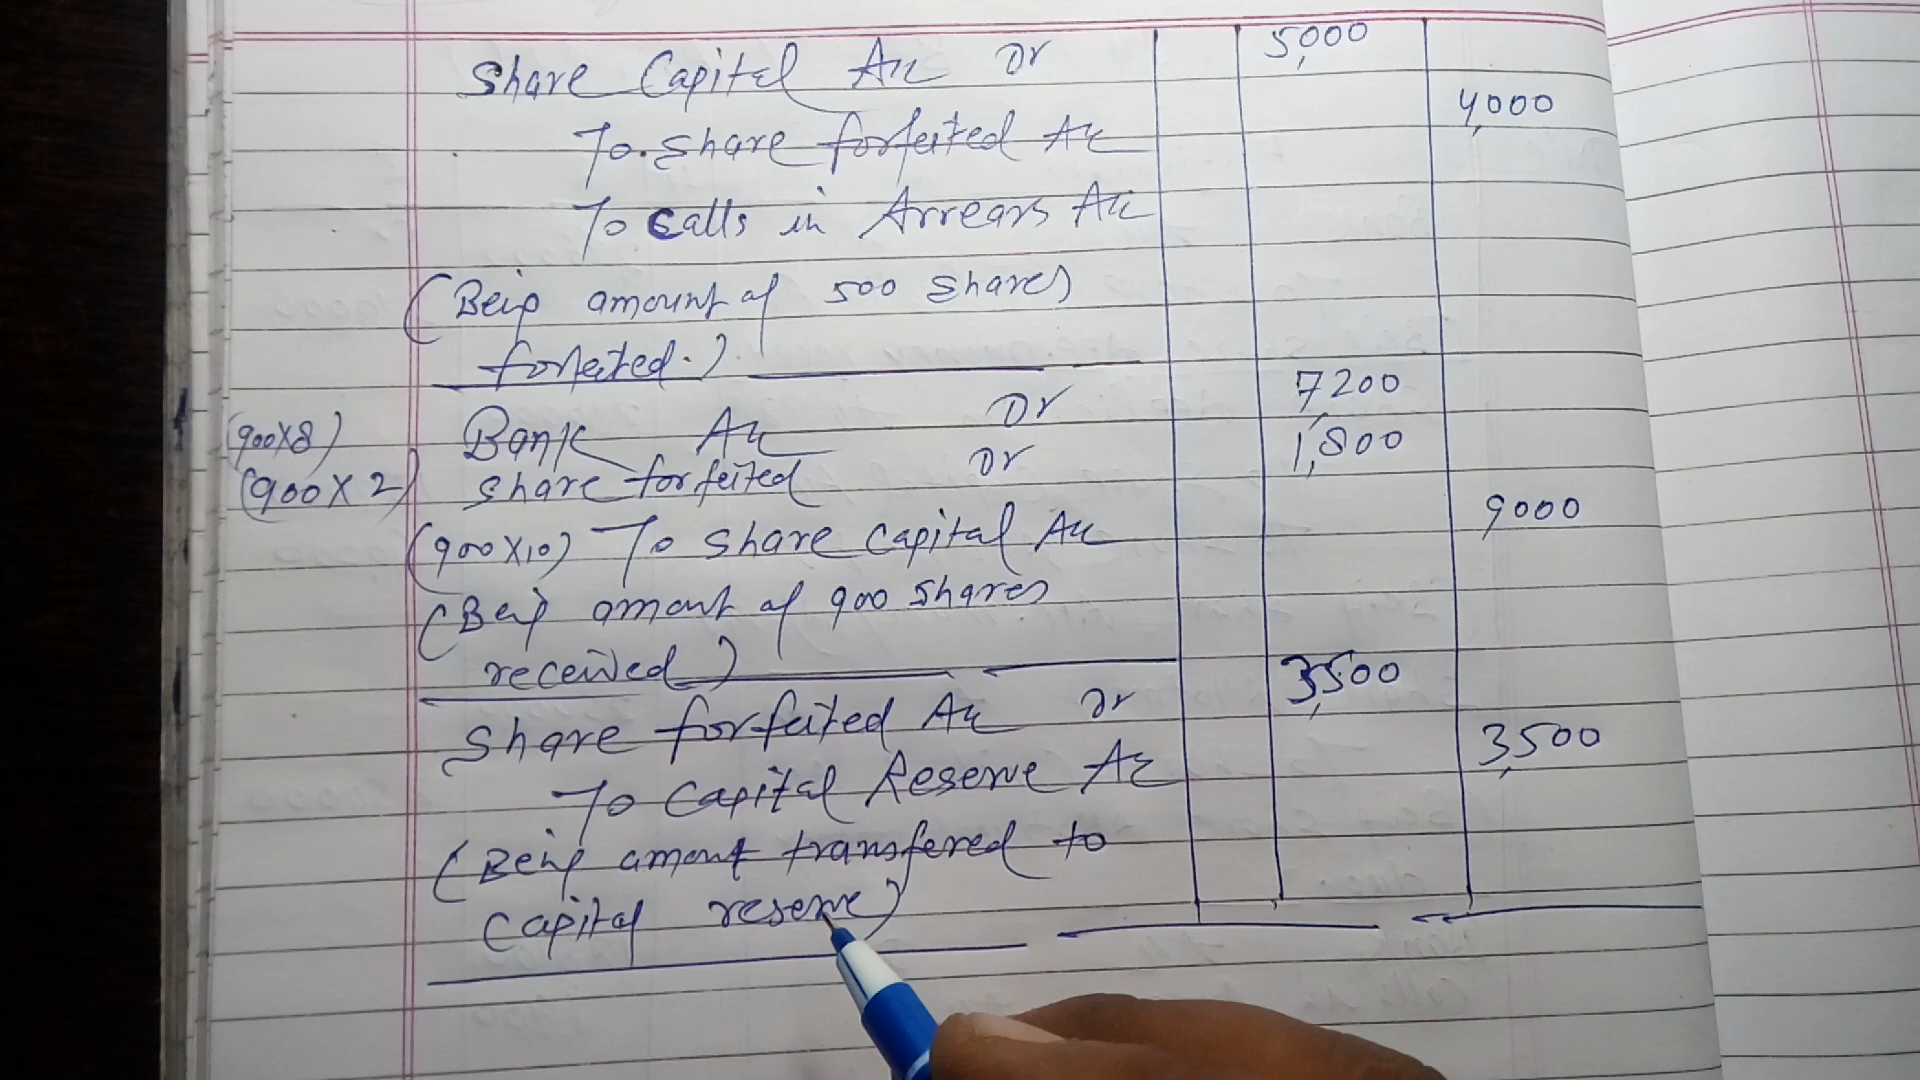 Share Capital A/c Dr 5,000
To Share forfeited A/c 4,000
To Calls in Arrears A/c
(Being amount of 500 Shares
forfeited.)
Bank A/c Dr 7200
(900X8)
(900X2) Share forfeited Dr 1,800
(900X10) To Share Capital A/c 9000
(Being amount of 900 Shares
received)
Share forfeited A/c Dr 3,500
To Capital Reserve A/c 3,500
(Being amount transfered to
Capital reserve)